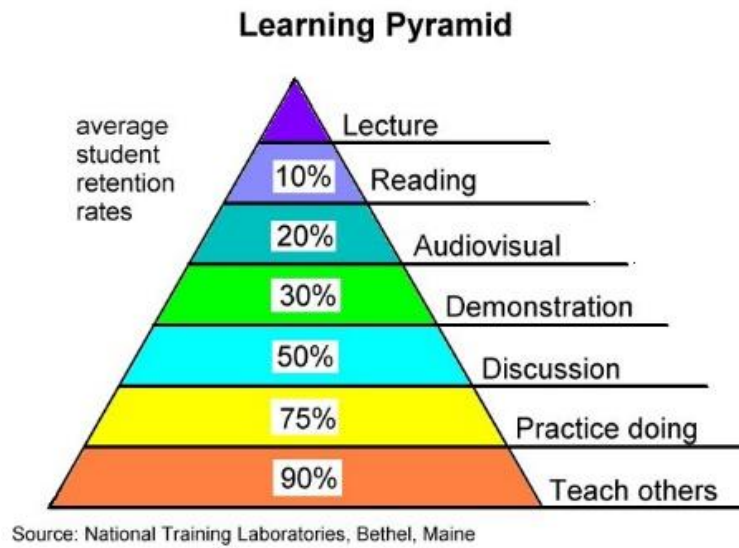 Learning Pyramid
average
student
retention
rates
Lecture
10% Reading
20% Audiovisual
30% Demonstration
50% Discussion
75% Practice doing
90% Teach others
Source: National Training Laboratories, Bethel, Maine